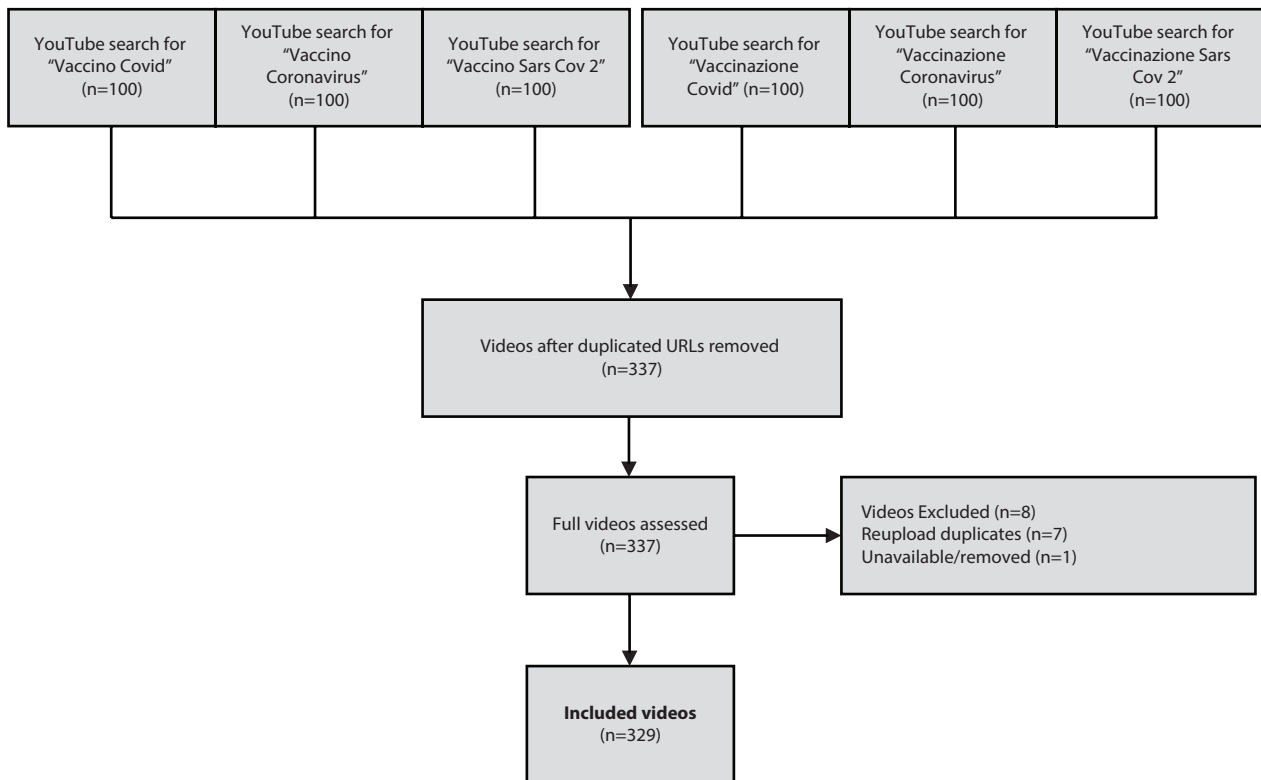 YouTube search for
“Vaccino Covid”
(n=100)
YouTube search for
“Vaccino
Coronavirus”
(n=100)
YouTube search for
“Vaccino Sars Cov 2”
(n=100)
YouTube search for
“Vaccinazione
Covid” (n=100)
YouTube search for
“Vaccinazione
Coronavirus”
(n=100)
YouTube search for
“Vaccinazione Sars
Cov 2”
(n=100)
Videos after duplicated URLs removed
(n=337)
Full videos assessed
(n=337)
Videos Excluded (n=8)
Reupload duplicates (n=7)
Unavailable/removed (n=1)
Included videos
(n=329)